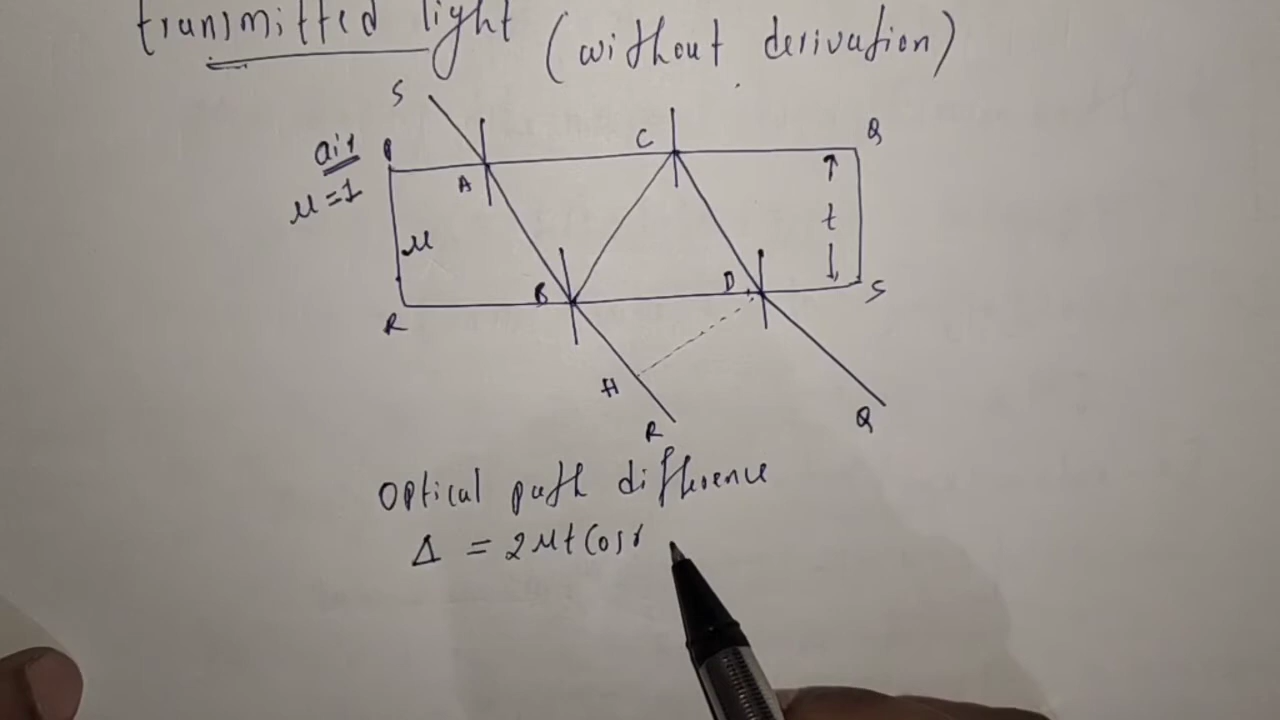 transmitted light (without derivation)
S
air
μ = 1
C
Q
A
t
μ
B
D
S
R
H
R
Q
Optical path difference
Δ = 2μt Cos r